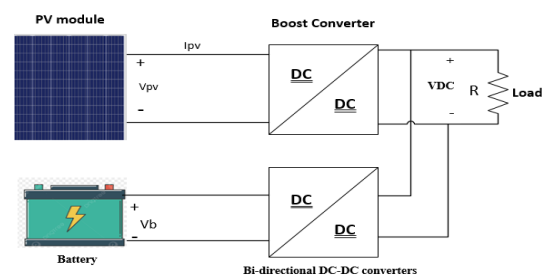 PV module
Boost Converter
Ipv
+
Vpv
-
DC
DC
+
VDC
-
R
Load
+
Vb
-
DC
DC
Battery
Bi-directional DC-DC converters